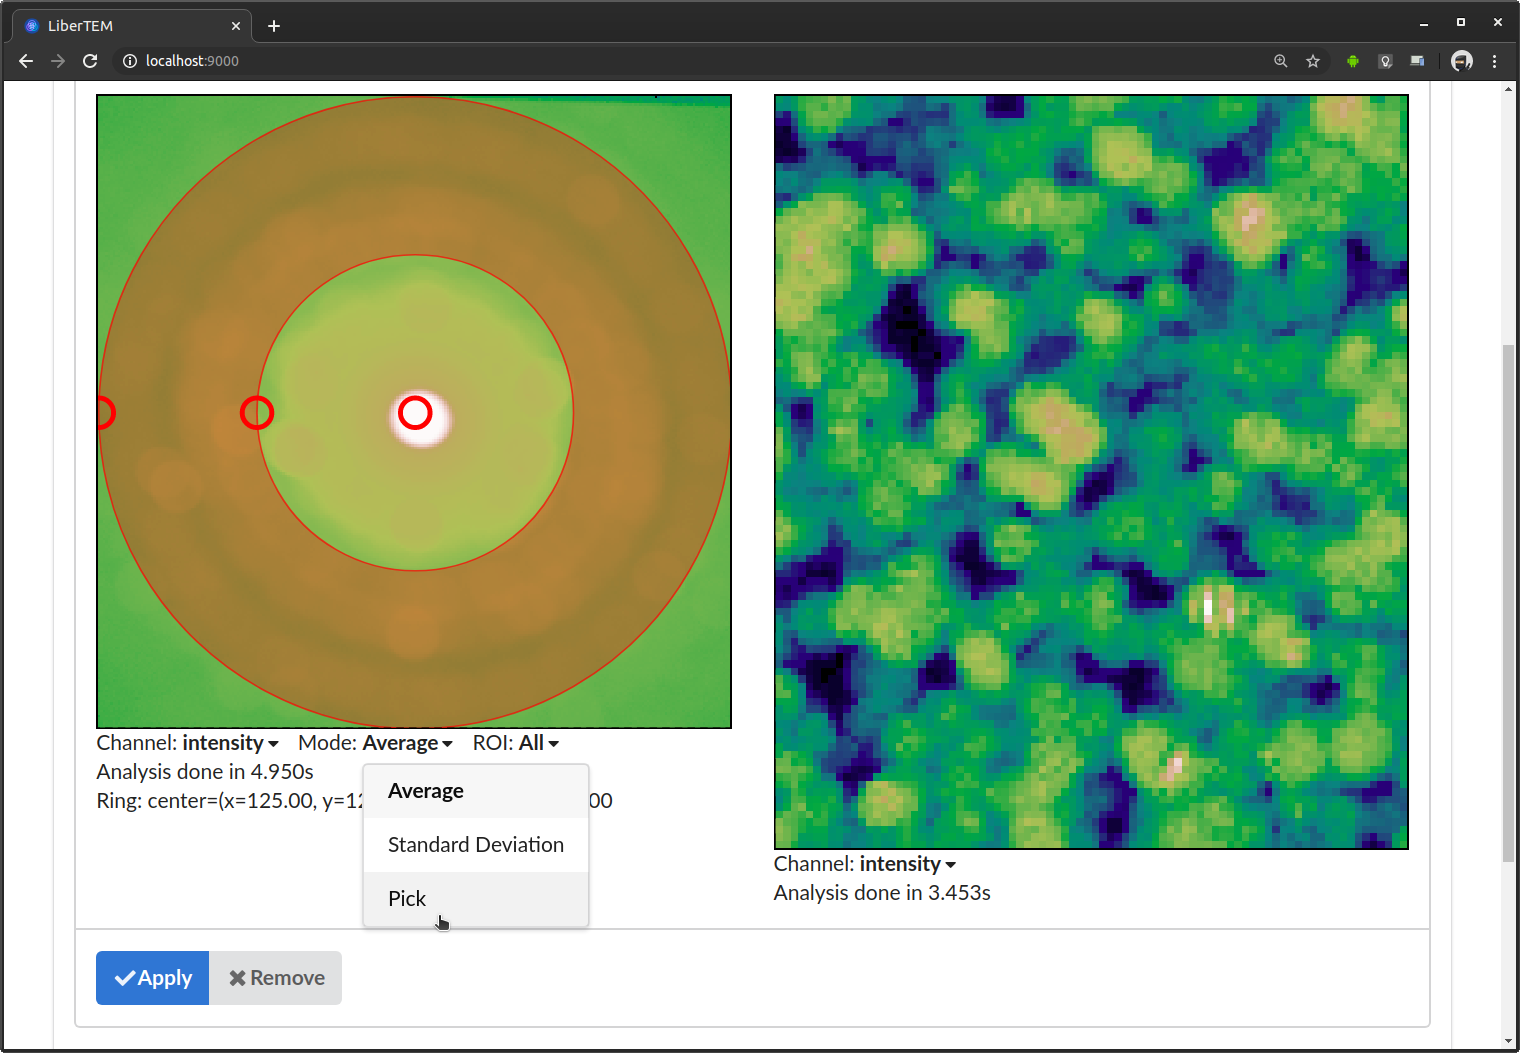 LiberTEM
localhost:9000
Channel: intensity Mode: Average ROI: All
Analysis done in 4.950s
Ring: center=(x=125.00, y=12 00
Average
Standard Deviation
Pick
Channel: intensity
Analysis done in 3.453s
Apply Remove